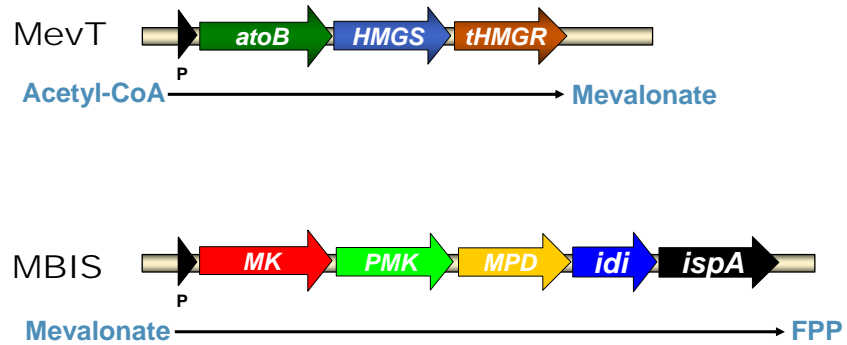 MevT
atoB HMGS tHMGR
P
Acetyl-CoA Mevalonate
MBIS
MK PMK MPD idi ispA
P
Mevalonate FPP